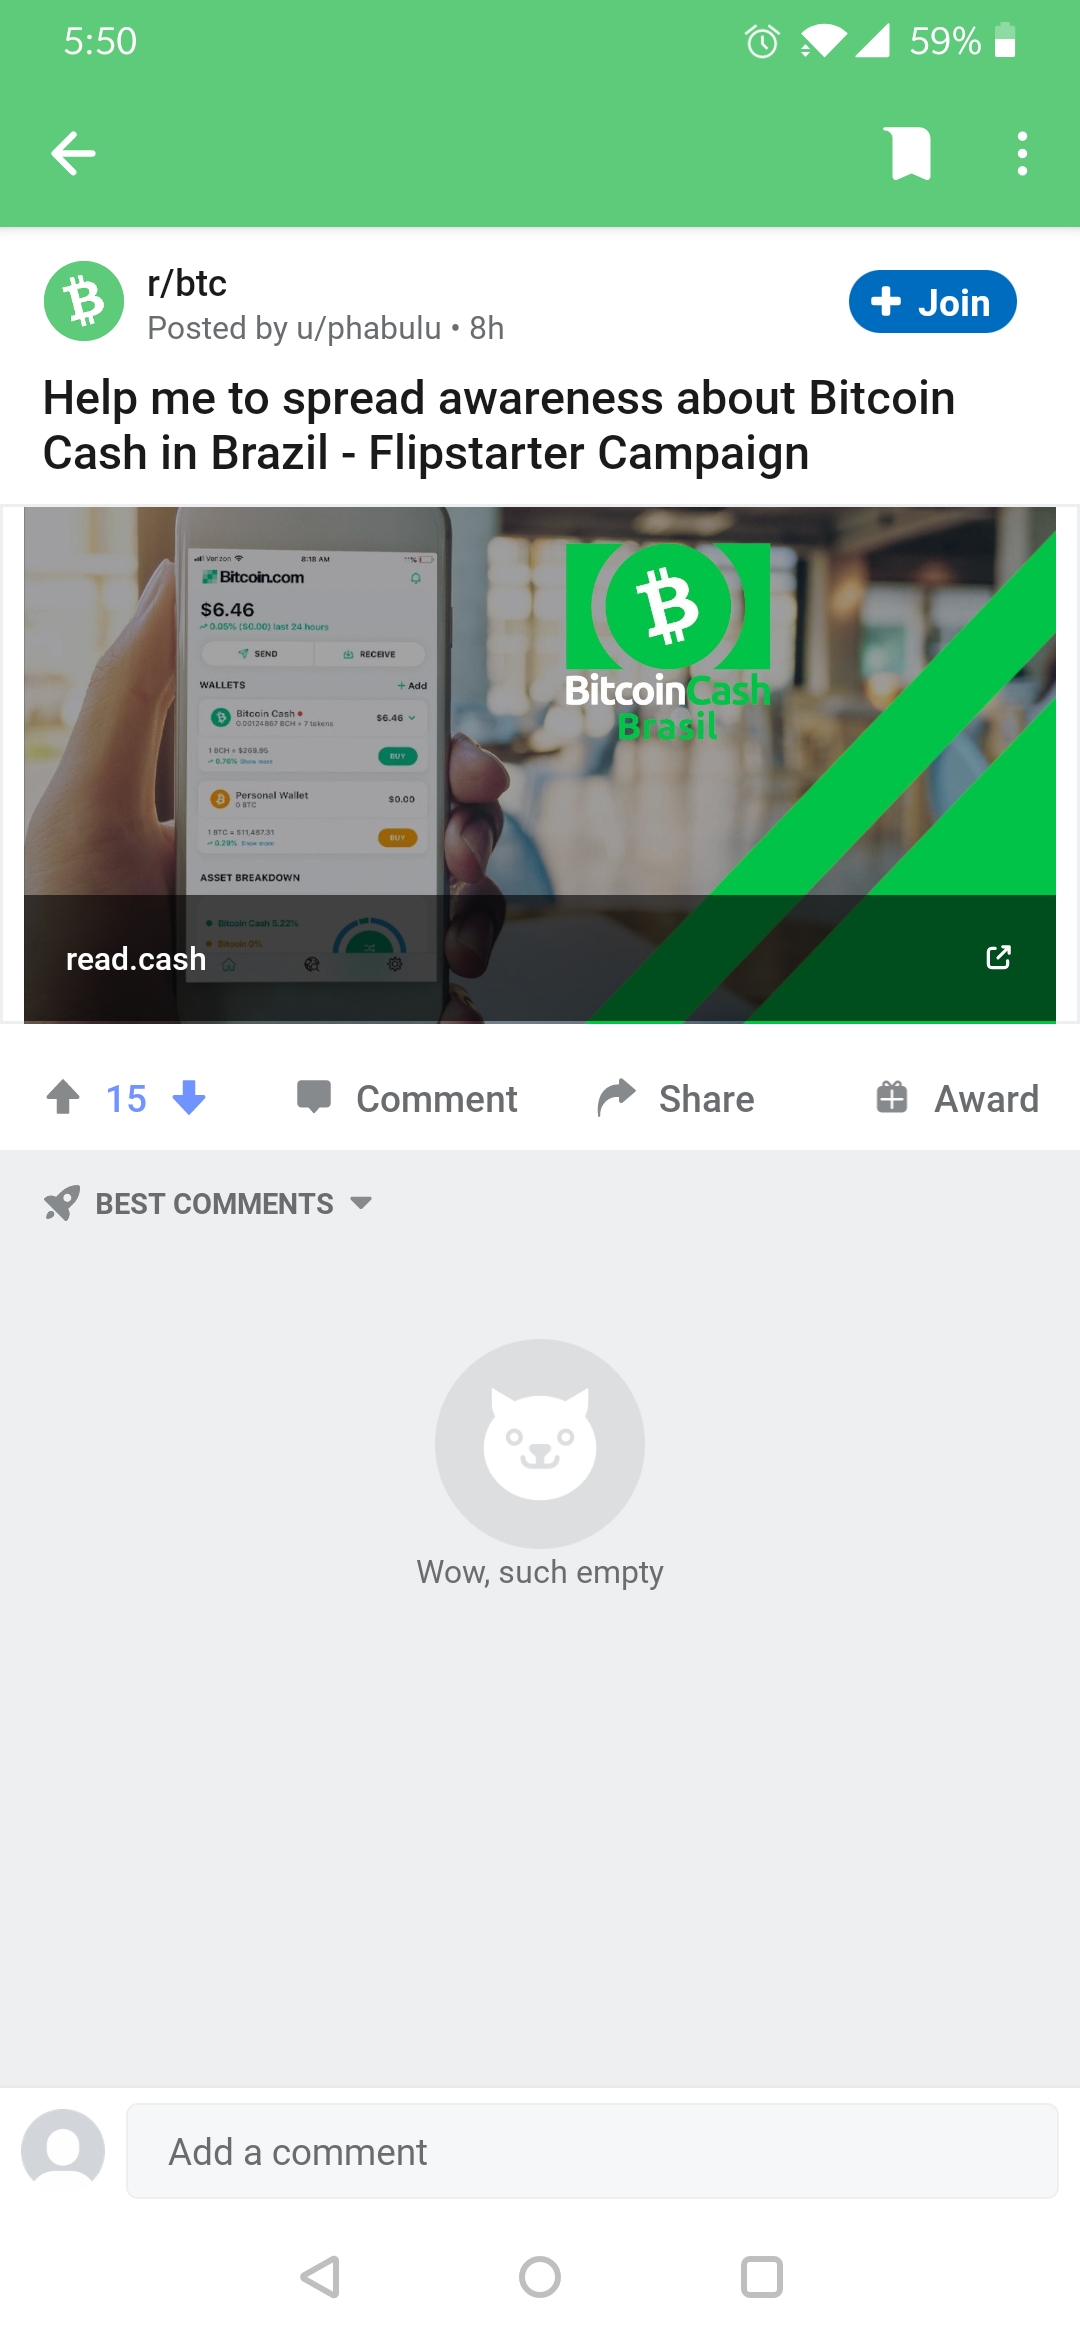 5:50
59%
r/btc
Join
Posted by u/phabulu • 8h
Help me to spread awareness about Bitcoin
Cash in Brazil - Flipstarter Campaign
Verizon
8:18 AM
Bitcoin.com
$6.46
0.05% ($0.00) last 24 hours
SEND
RECEIVE
WALLETS
+ Add
Bitcoin Cash
$6.46
0.00124867 BCH + 7 tokens
1 BCH = $269.95
0.76% Show more
BUY
Personal Wallet
$0.00
0 BTC
1 BTC = $11,487.31
0.29% Show more
BUY
ASSET BREAKDOWN
Bitcoin Cash 5.22%
Bitcoin 0%
BitcoinCash
Brasil
read.cash
15
Comment
Share
Award
BEST COMMENTS
Wow, such empty
Add a comment